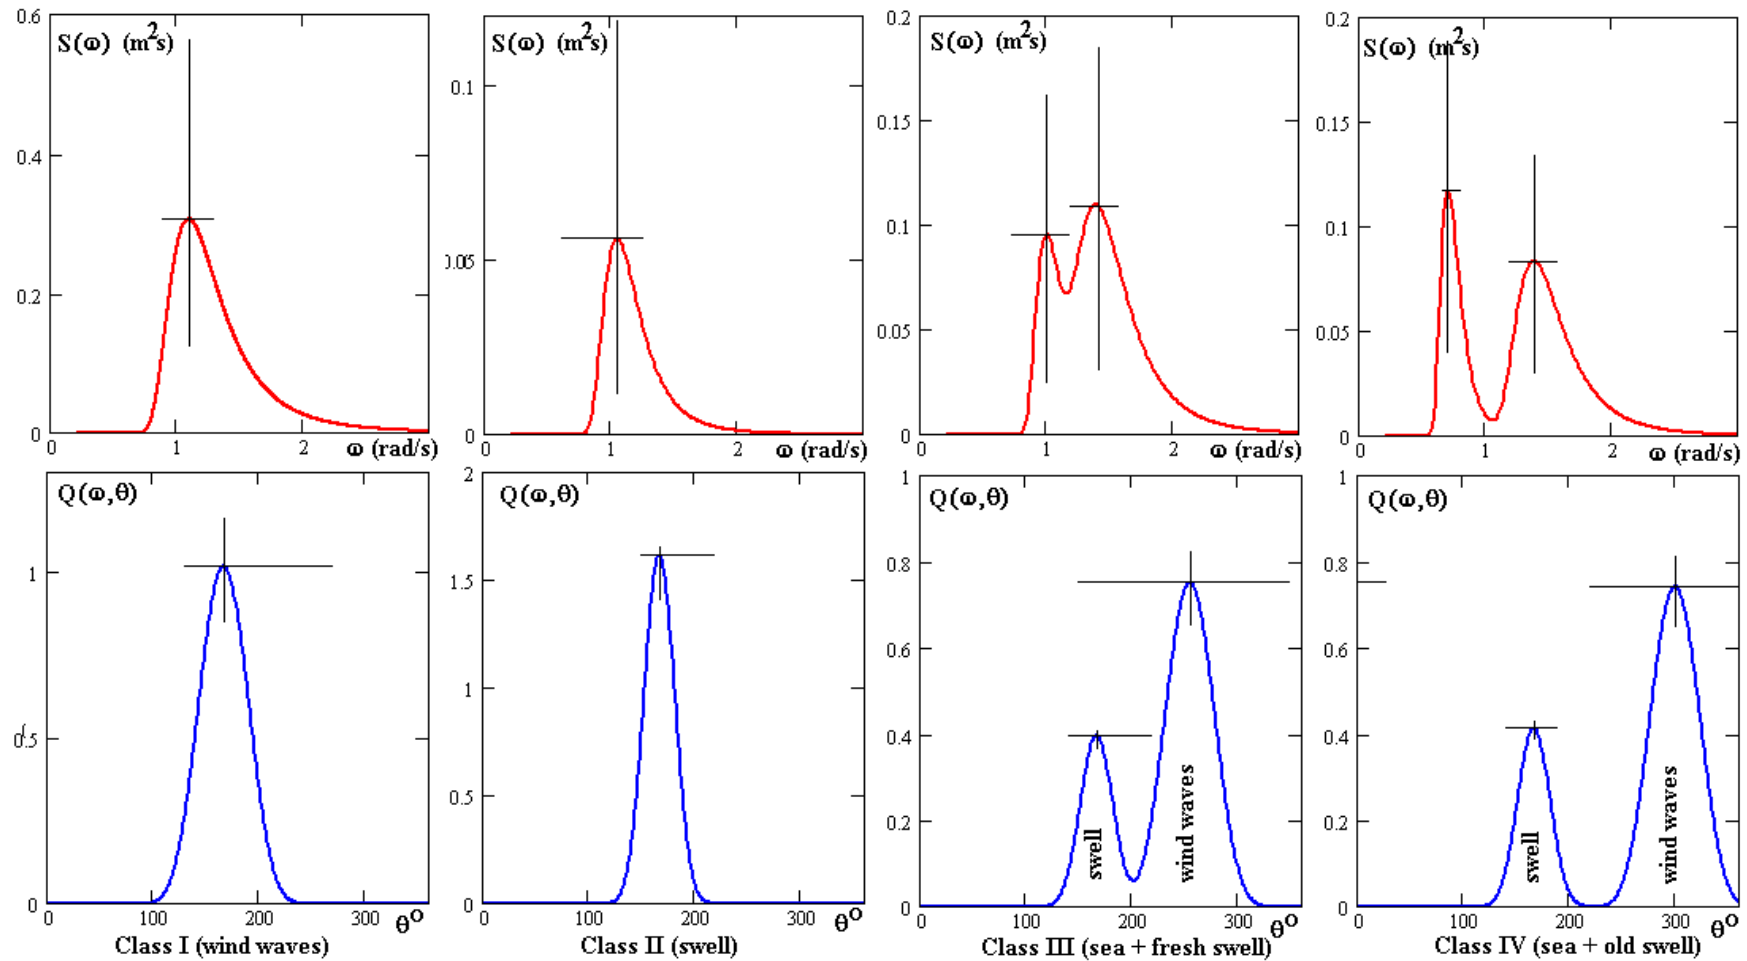 0.6
S(ω) (m²s)
0.4
0.2
0
0
1
2
ω (rad/s)
S(ω) (m²s)
0.1
0.05
0
0
1
2
ω (rad/s)
0.2
S(ω) (m²s)
0.15
0.1
0.05
0
0
1
2
ω (rad/s)
0.2
S(ω) (m²s)
0.15
0.1
0.05
0
0
1
2
ω (rad/s)
Q(ω,θ)
1
0.5
0
100
200
300
θ°
Class I (wind waves)
2
Q(ω,θ)
1.5
1
0.5
0
0
100
200
300
θ°
Class II (swell)
1
Q(ω,θ)
0.8
0.6
0.4
0.2
0
swell
wind waves
0
100
200
300
θ°
Class III (sea + fresh swell)
1
Q(ω,θ)
0.8
0.6
0.4
0.2
0
swell
wind waves
0
100
200
300
θ°
Class IV (sea + old swell)